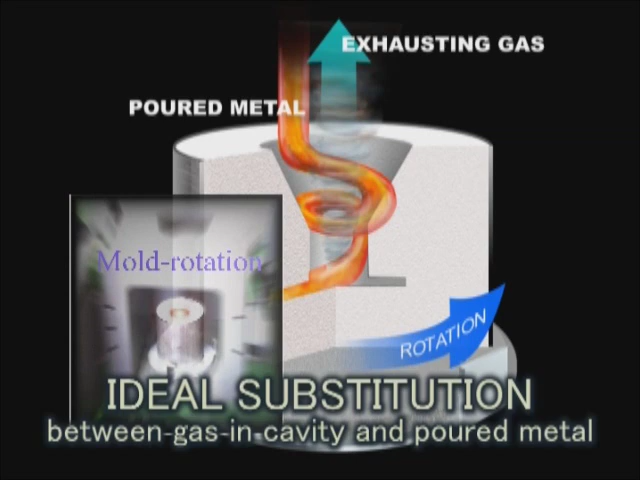 EXHAUSTING GAS
POURED METAL
Mold-rotation
ROTATION
IDEAL SUBSTITUTION
between-gas-in-cavity and poured metal